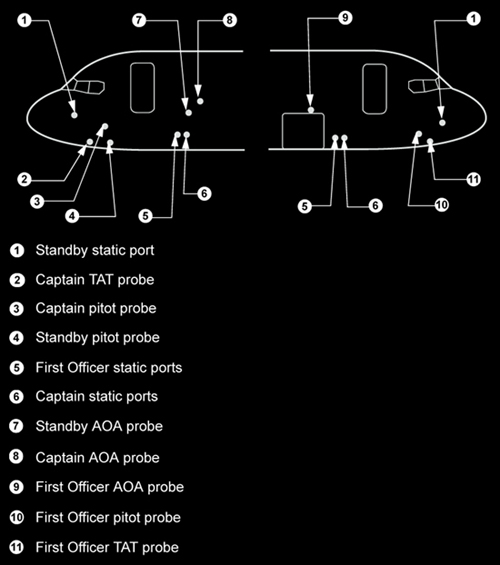 1 7 8 9 1
2 3 4 5 6 5 6 10 11
1 Standby static port
2 Captain TAT probe
3 Captain pitot probe
4 Standby pitot probe
5 First Officer static ports
6 Captain static ports
7 Standby AOA probe
8 Captain AOA probe
9 First Officer AOA probe
10 First Officer pitot probe
11 First Officer TAT probe